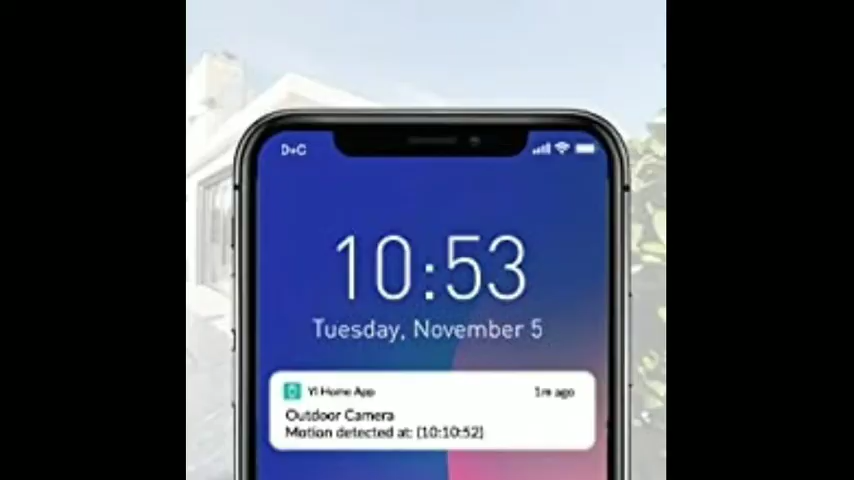 D+C
10:53
Tuesday, November 5
YI Home App 1m ago
Outdoor Camera
Motion detected at: (10:10:52)